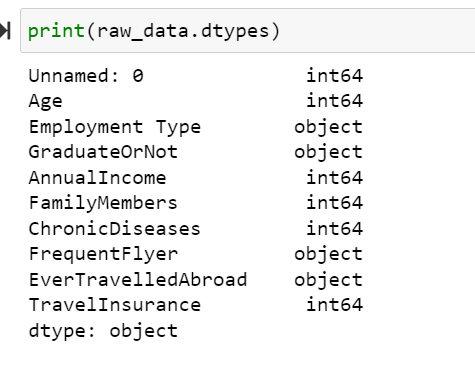 print(raw_data.dtypes)
Unnamed: 0 int64
Age int64
Employment Type object
GraduateOrNot object
AnnualIncome int64
FamilyMembers int64
ChronicDiseases int64
FrequentFlyer object
EverTravelledAbroad object
TravelInsurance int64
dtype: object